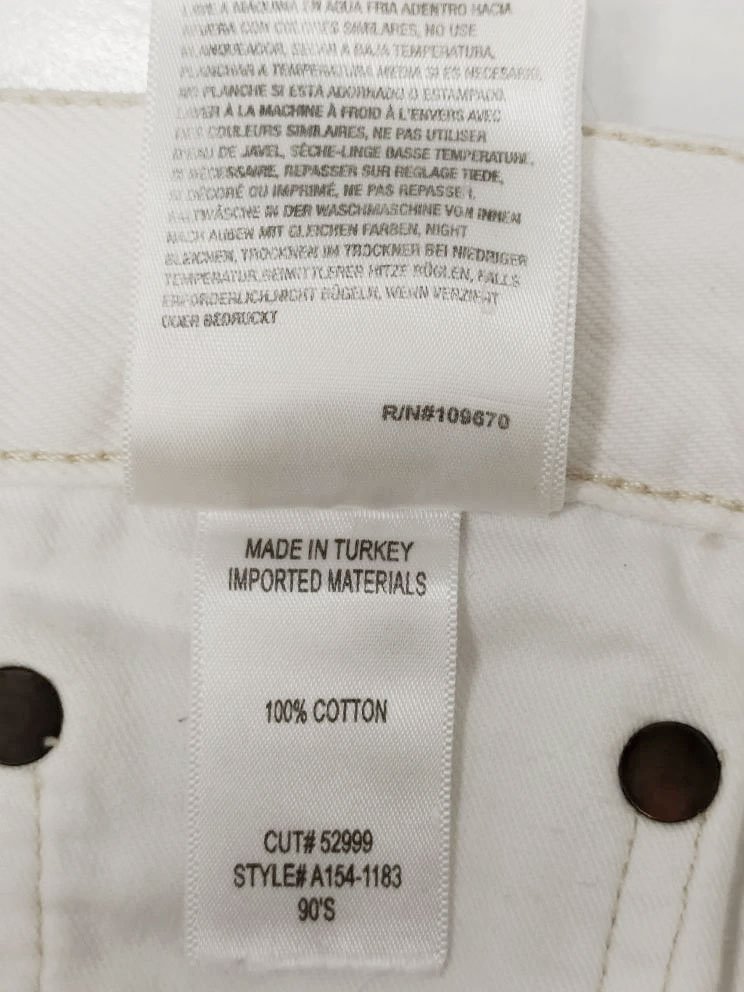 LAVE A MAQUINA EN AGUA FRIA ADENTRO HACIA
AFUERA CON COLORES SIMILARES, NO USE
BLANQUEADOR, SECAR A BAJA TEMPERATURA,
PLANCHAR A TEMPERATURA MEDIA SI ES NECESARIO,
NO PLANCHE SI ESTA ADORNADO O ESTAMPADO.
LAVER À LA MACHINE À FROID À L'ENVERS AVEC
DES COULEURS SIMILAIRES, NE PAS UTILISER
D'EAU DE JAVEL, SÈCHE-LINGE BASSE TEMPERATURE,
SI NECESSAIRE, REPASSER SUR REGLAGE TIEDE,
SI DÉCORÉ OU IMPRIMÉ, NE PAS REPASSER.
KALTWÄSCHE IN DER WASCHMASCHINE VON INNEN
NACH AUßEN MIT GLEICHEN FARBEN, NIGHT
BLEICHEN, TROCKNEN IM TROCKNER BEI NIEDRIGER
TEMPERATUR, BEI MITTLERER HITZE BÜGLEN, FALLS
ERFORDERLICH, NICHT BÜGELN, WENN VERZIERT
ODER BEDRUCKT
R/N#109670
MADE IN TURKEY
IMPORTED MATERIALS
100% COTTON
CUT# 52999
STYLE# A154-1183
90'S